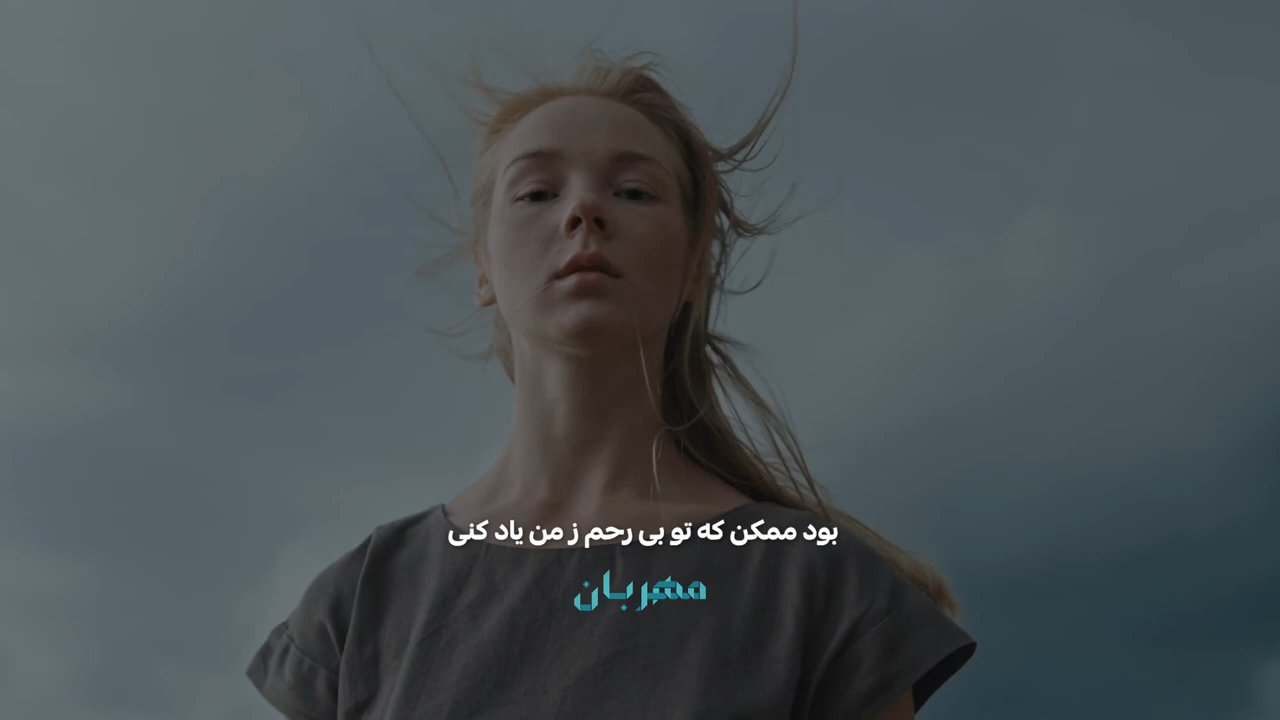 بود ممکن که تو بی رحم ز من یاد کنی
مهربان